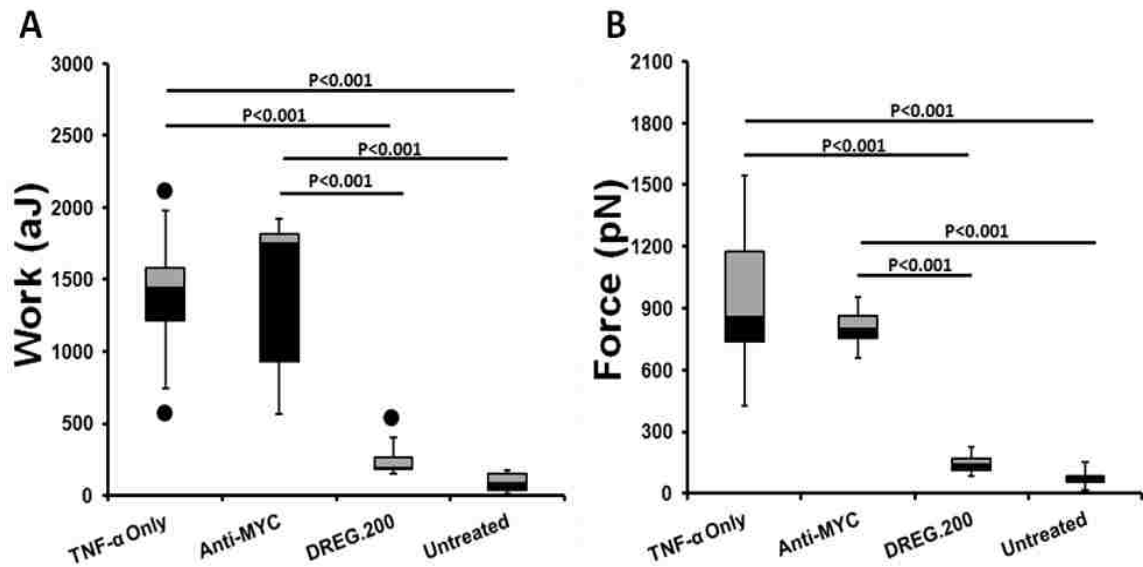 A
Work (aJ)
3000
2500
2000
1500
1000
500
0
P<0.001
P<0.001
P<0.001
P<0.001
TNF-α Only
Anti-MYC
DREG.200
Untreated
B
Force (pN)
2100
1800
1500
1200
900
600
300
0
P<0.001
P<0.001
P<0.001
P<0.001
TNF-α Only
Anti-MYC
DREG.200
Untreated